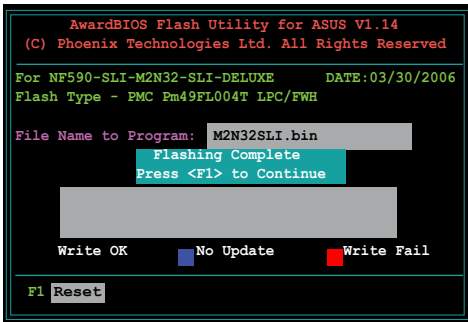 AwardBIOS Flash Utility for ASUS V1.14
(C) Phoenix Technologies Ltd. All Rights Reserved
For NF590-SLI-M2N32-SLI-DELUXE DATE:03/30/2006
Flash Type - PMC Pm49FL004T LPC/FWH
File Name to Program: M2N32SLI.bin
Flashing Complete
Press <F1> to Continue
Write OK No Update Write Fail
F1 Reset